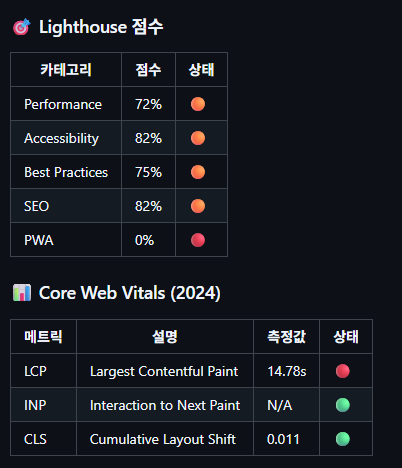 Lighthouse 점수
카테고리 점수 상태
Performance 72%
Accessibility 82%
Best Practices 75%
SEO 82%
PWA 0%
Core Web Vitals (2024)
메트릭 설명 측정값 상태
LCP Largest Contentful Paint 14.78s
INP Interaction to Next Paint N/A
CLS Cumulative Layout Shift 0.011